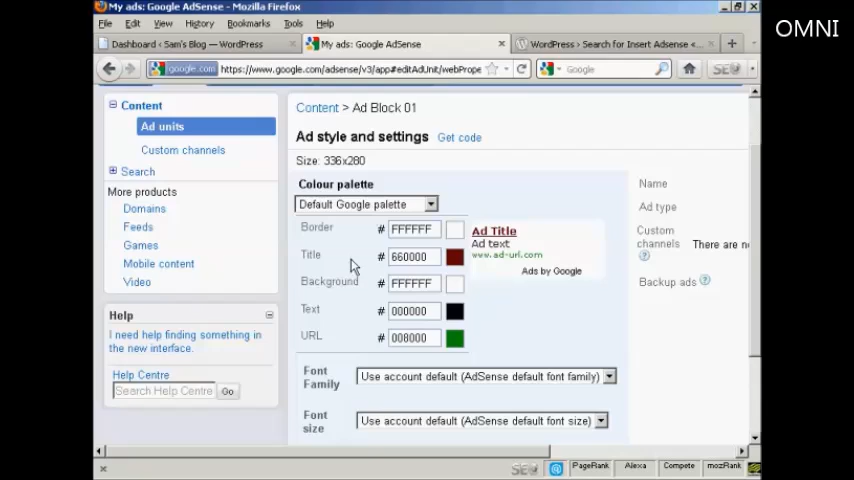 My ads: Google AdSense - Mozilla Firefox
OMNI
File Edit View History Bookmarks Tools Help
Dashboard ‹ Sam's Blog — WordPress
My ads: Google AdSense
WordPress › Search for Insert Adsense «...
google.com
https://www.google.com/adsense/v3/app#editAdUnit/webPrope
Google
SEO
Content
Ad units
Custom channels
Search
More products
Domains
Feeds
Games
Mobile content
Video
Help
I need help finding something in
the new interface.
Help Centre
Search Help Centre Go
Content > Ad Block 01
Ad style and settings Get code
Size: 336x280
Colour palette
Default Google palette
Border # FFFFFF
Title # 660000
Background # FFFFFF
Text # 000000
URL # 008000
Ad Title
Ad text
www.ad-url.com
Ads by Google
Font
Family
Use account default (AdSense default font family)
Font
size
Use account default (AdSense default font size)
Name
Ad type
Custom
channels
There are no
?
Backup ads ?
SEO PageRank Alexa Compete mozRank